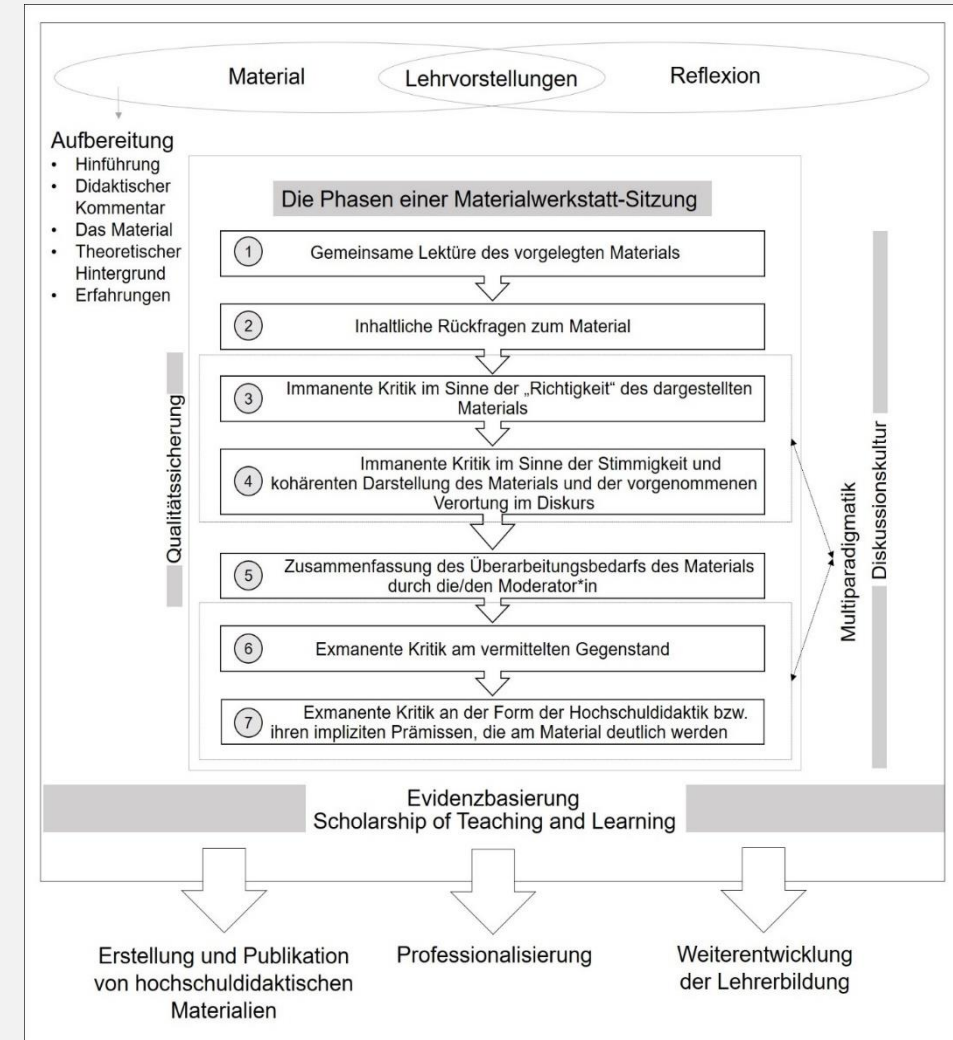 Material
Lehrvorstellungen
Reflexion
Aufbereitung
• Hinführung
• Didaktischer
Kommentar
• Das Material
• Theoretischer
Hintergrund
• Erfahrungen
Die Phasen einer Materialwerkstatt-Sitzung
1 Gemeinsame Lektüre des vorgelegten Materials
2 Inhaltliche Rückfragen zum Material
3 Immanente Kritik im Sinne der „Richtigkeit“ des dargestellten
Materials
4 Immanente Kritik im Sinne der Stimmigkeit und
kohärenten Darstellung des Materials und der vorgenommenen
Verortung im Diskurs
5 Zusammenfassung des Überarbeitungsbedarfs des Materials
durch die/den Moderator*in
6 Exmanente Kritik am vermittelten Gegenstand
7 Exmanente Kritik an der Form der Hochschuldidaktik bzw.
ihren impliziten Prämissen, die am Material deutlich werden
Qualitätssicherung
Multiparadigmatik
Diskussionskultur
Evidenzbasierung
Scholarship of Teaching and Learning
Erstellung und Publikation
von hochschuldidaktischen
Materialien
Professionalisierung
Weiterentwicklung
der Lehrerbildung